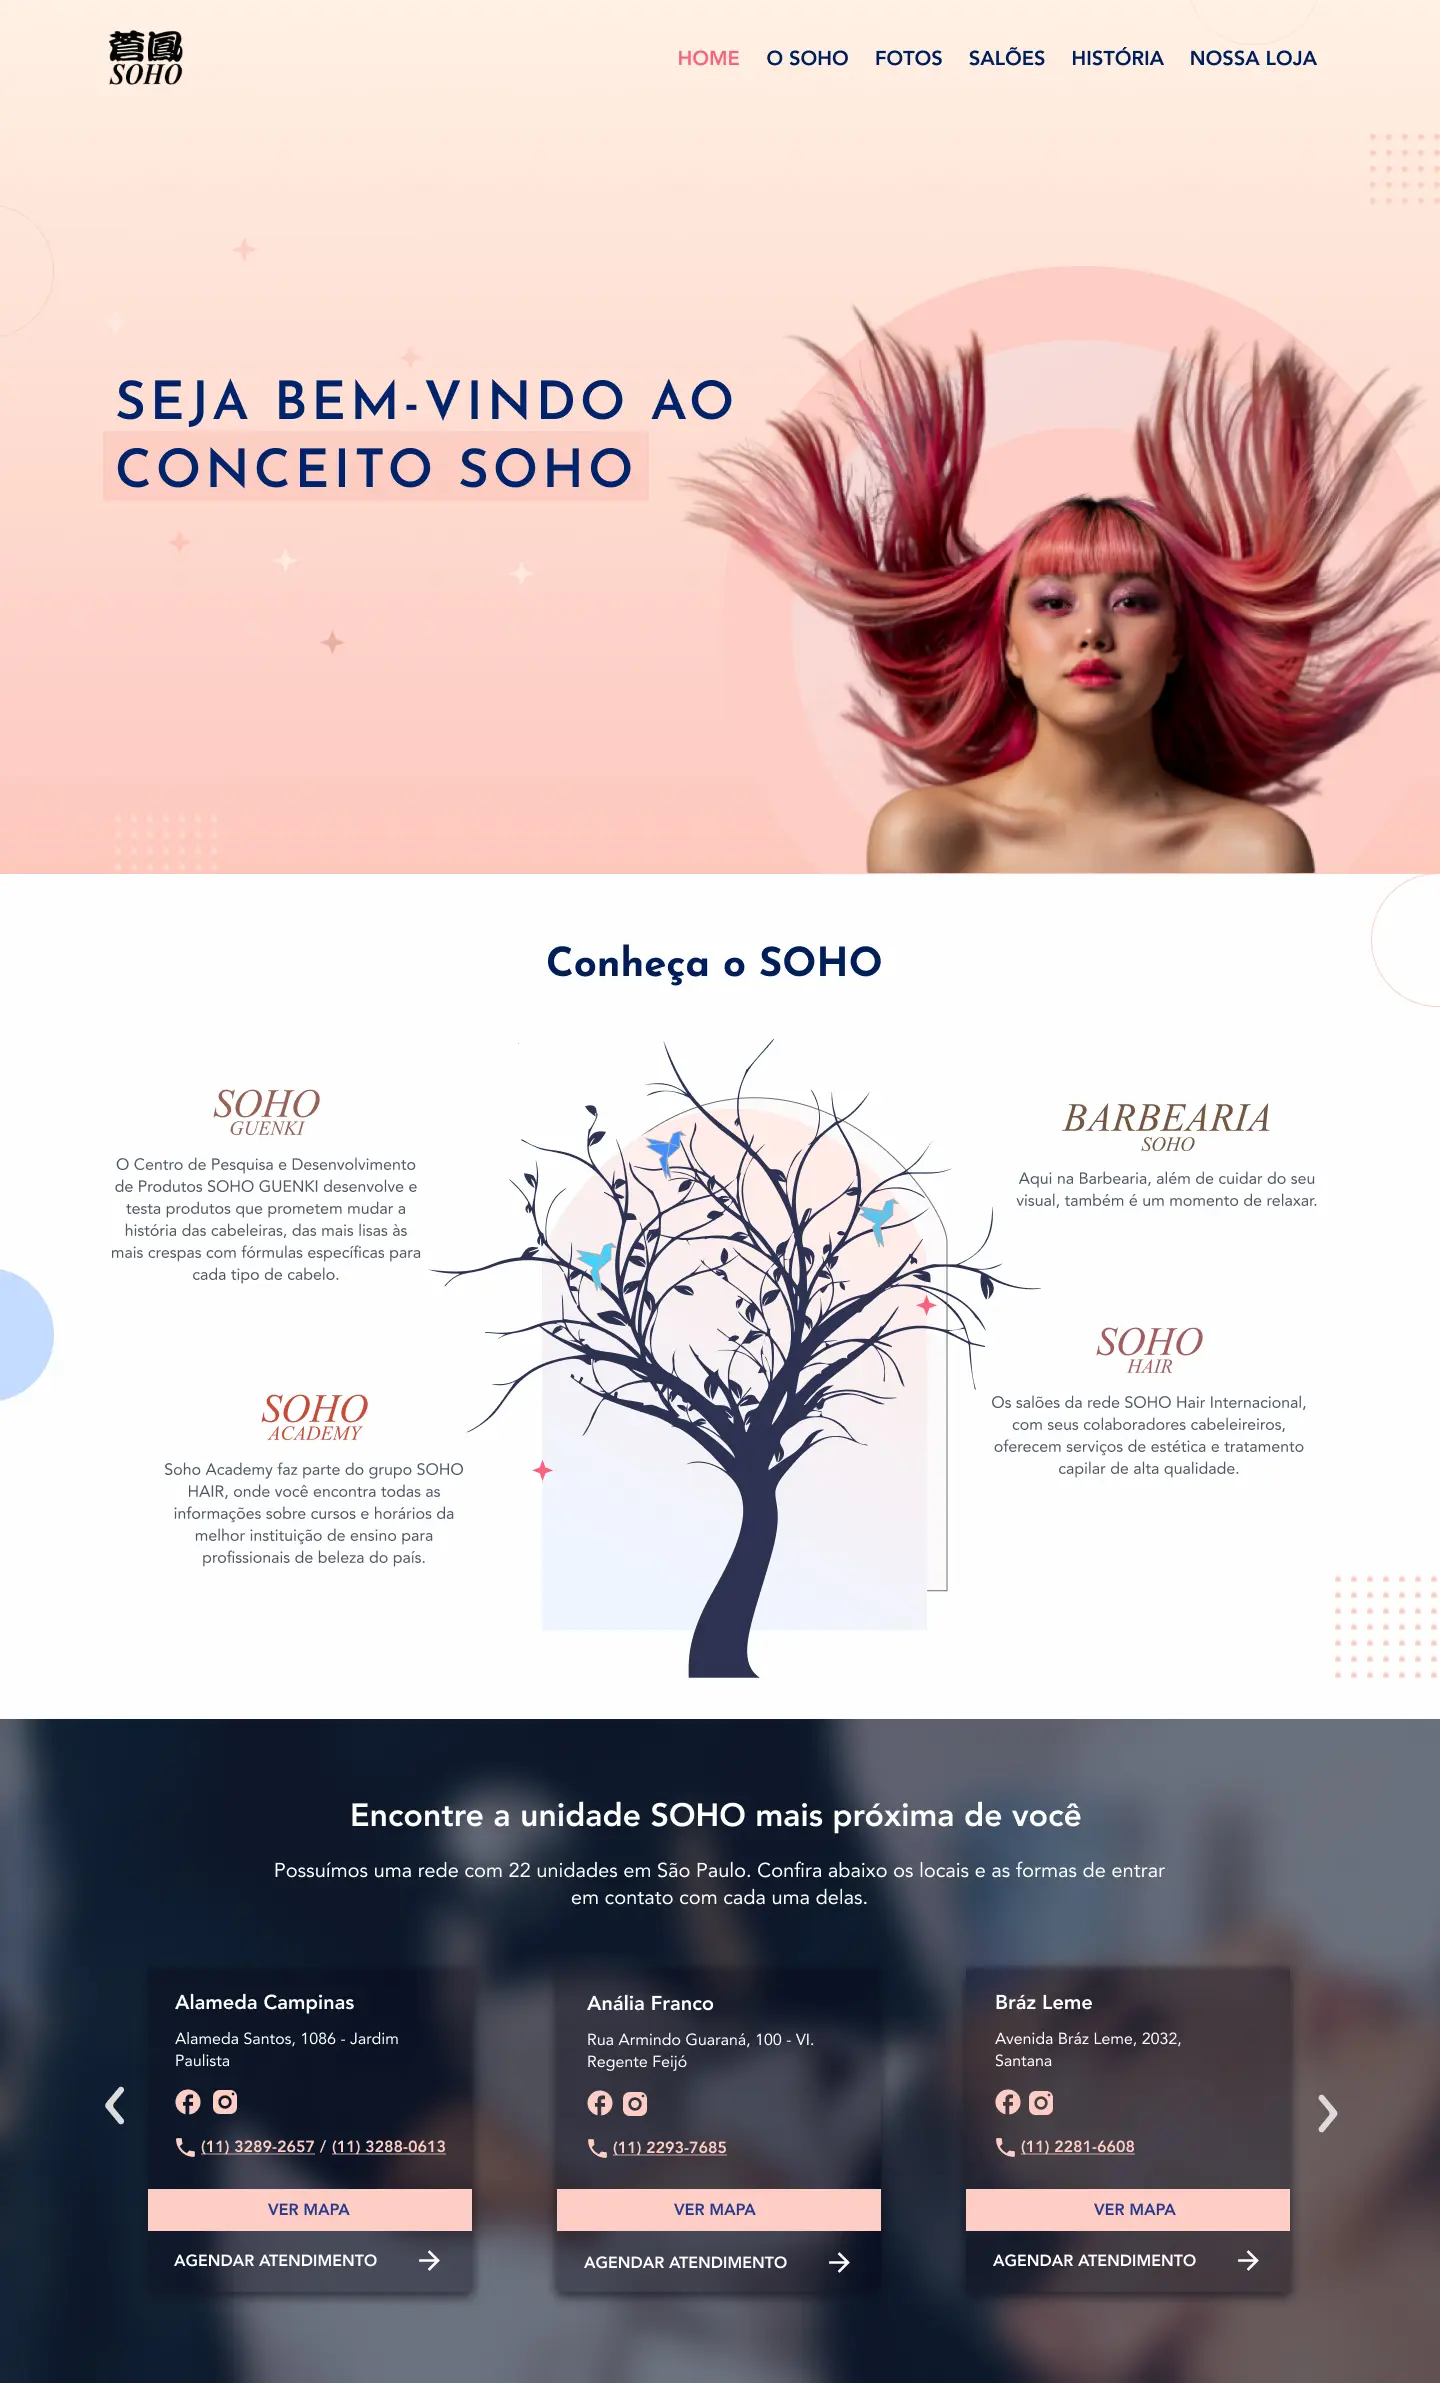 蒼鳳
SOHO
HOME O SOHO FOTOS SALÕES HISTÓRIA NOSSA LOJA
SEJA BEM-VINDO AO
CONCEITO SOHO
Conheça o SOHO
SOHO
GUENKI
O Centro de Pesquisa e Desenvolvimento
de Produtos SOHO GUENKI desenvolve e
testa produtos que prometem mudar a
história das cabeleiras, das mais lisas às
mais crespas com fórmulas específicas para
cada tipo de cabelo.
BARBEARIA
SOHO
Aqui na Barbearia, além de cuidar do seu
visual, também é um momento de relaxar.
SOHO
ACADEMY
Soho Academy faz parte do grupo SOHO
HAIR, onde você encontra todas as
informações sobre cursos e horários da
melhor instituição de ensino para
profissionais de beleza do país.
SOHO
HAIR
Os salões da rede SOHO Hair Internacional,
com seus colaboradores cabeleireiros,
oferecem serviços de estética e tratamento
capilar de alta qualidade.
Encontre a unidade SOHO mais próxima de você
Possuímos uma rede com 22 unidades em São Paulo. Confira abaixo os locais e as formas de entrar
em contato com cada uma delas.
Alameda Campinas
Alameda Santos, 1086 - Jardim
Paulista
(11) 3289-2657 / (11) 3288-0613
VER MAPA
AGENDAR ATENDIMENTO
Anália Franco
Rua Armindo Guaraná, 100 - VI.
Regente Feijó
(11) 2293-7685
VER MAPA
AGENDAR ATENDIMENTO
Bráz Leme
Avenida Bráz Leme, 2032,
Santana
(11) 2281-6608
VER MAPA
AGENDAR ATENDIMENTO